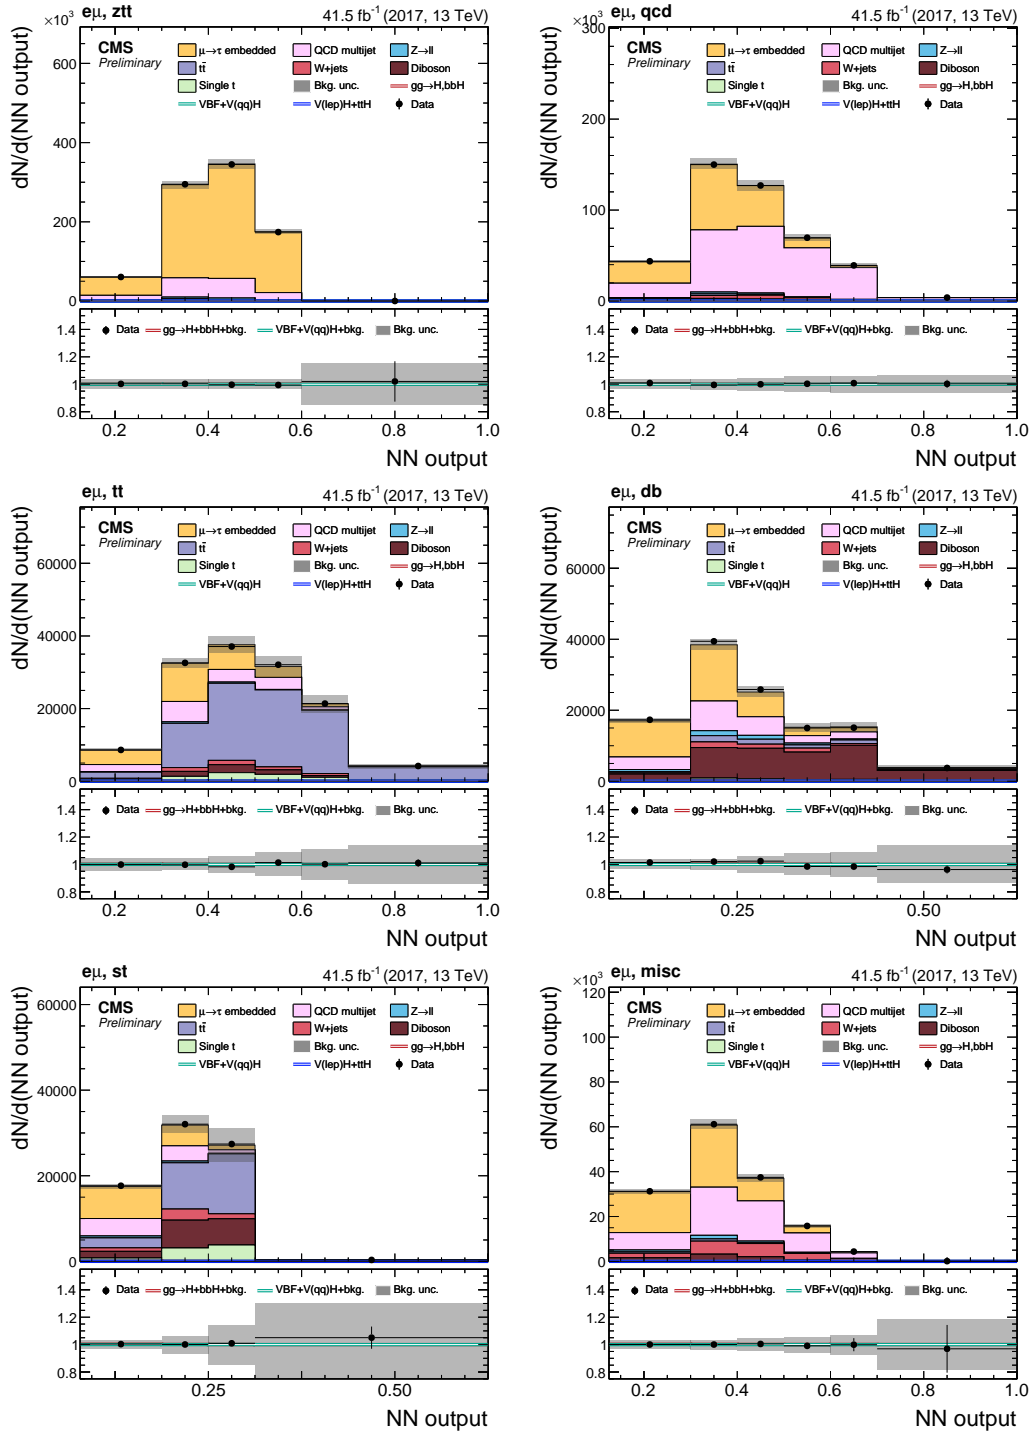 eμ, ztt
41.5 fb⁻¹ (2017, 13 TeV)
×10³
CMS
Preliminary
μ→τ embedded
QCD multijet
Z→ll
tt̄
W+jets
Diboson
Single t
Bkg. unc.
gg→H,bbH
VBF+V(qq)H
V(lep)H+ttH
Data
dN/d(NN output)
600
400
200
0
Data gg→H+bbH+bkg. VBF+V(qq)H+bkg. Bkg. unc.
1.4
1.2
1
0.8
0.2 0.4 0.6 0.8 1.0
NN output
eμ, qcd
41.5 fb⁻¹ (2017, 13 TeV)
×10³
CMS
Preliminary
μ→τ embedded
QCD multijet
Z→ll
tt̄
W+jets
Diboson
Single t
Bkg. unc.
gg→H,bbH
VBF+V(qq)H
V(lep)H+ttH
Data
dN/d(NN output)
300
200
100
0
Data gg→H+bbH+bkg. VBF+V(qq)H+bkg. Bkg. unc.
1.4
1.2
1
0.8
0.2 0.4 0.6 0.8 1.0
NN output
eμ, tt
41.5 fb⁻¹ (2017, 13 TeV)
CMS
Preliminary
μ→τ embedded
QCD multijet
Z→ll
tt̄
W+jets
Diboson
Single t
Bkg. unc.
gg→H,bbH
VBF+V(qq)H
V(lep)H+ttH
Data
dN/d(NN output)
60000
40000
20000
0
Data gg→H+bbH+bkg. VBF+V(qq)H+bkg. Bkg. unc.
1.4
1.2
1
0.8
0.2 0.4 0.6 0.8 1.0
NN output
eμ, db
41.5 fb⁻¹ (2017, 13 TeV)
CMS
Preliminary
μ→τ embedded
QCD multijet
Z→ll
tt̄
W+jets
Diboson
Single t
Bkg. unc.
gg→H,bbH
VBF+V(qq)H
V(lep)H+ttH
Data
dN/d(NN output)
60000
40000
20000
0
Data gg→H+bbH+bkg. VBF+V(qq)H+bkg. Bkg. unc.
1.4
1.2
1
0.8
0.25 0.50
NN output
eμ, st
41.5 fb⁻¹ (2017, 13 TeV)
CMS
Preliminary
μ→τ embedded
QCD multijet
Z→ll
tt̄
W+jets
Diboson
Single t
Bkg. unc.
gg→H,bbH
VBF+V(qq)H
V(lep)H+ttH
Data
dN/d(NN output)
60000
40000
20000
0
Data gg→H+bbH+bkg. VBF+V(qq)H+bkg. Bkg. unc.
1.4
1.2
1
0.8
0.25 0.50
NN output
eμ, misc
41.5 fb⁻¹ (2017, 13 TeV)
×10³
CMS
Preliminary
μ→τ embedded
QCD multijet
Z→ll
tt̄
W+jets
Diboson
Single t
Bkg. unc.
gg→H,bbH
VBF+V(qq)H
V(lep)H+ttH
Data
dN/d(NN output)
120
100
80
60
40
20
0
Data gg→H+bbH+bkg. VBF+V(qq)H+bkg. Bkg. unc.
1.4
1.2
1
0.8
0.2 0.4 0.6 0.8 1.0
NN output